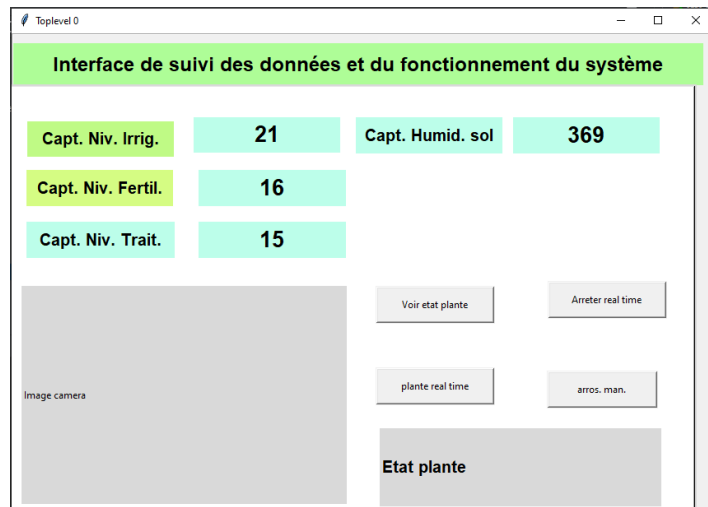 Toplevel 0
Interface de suivi des données et du fonctionnement du système
Capt. Niv. Irrig.
21
Capt. Humid. sol
369
Capt. Niv. Fertil.
16
Capt. Niv. Trait.
15
Voir etat plante
Arreter real time
Image camera
plante real time
arros. man.
Etat plante